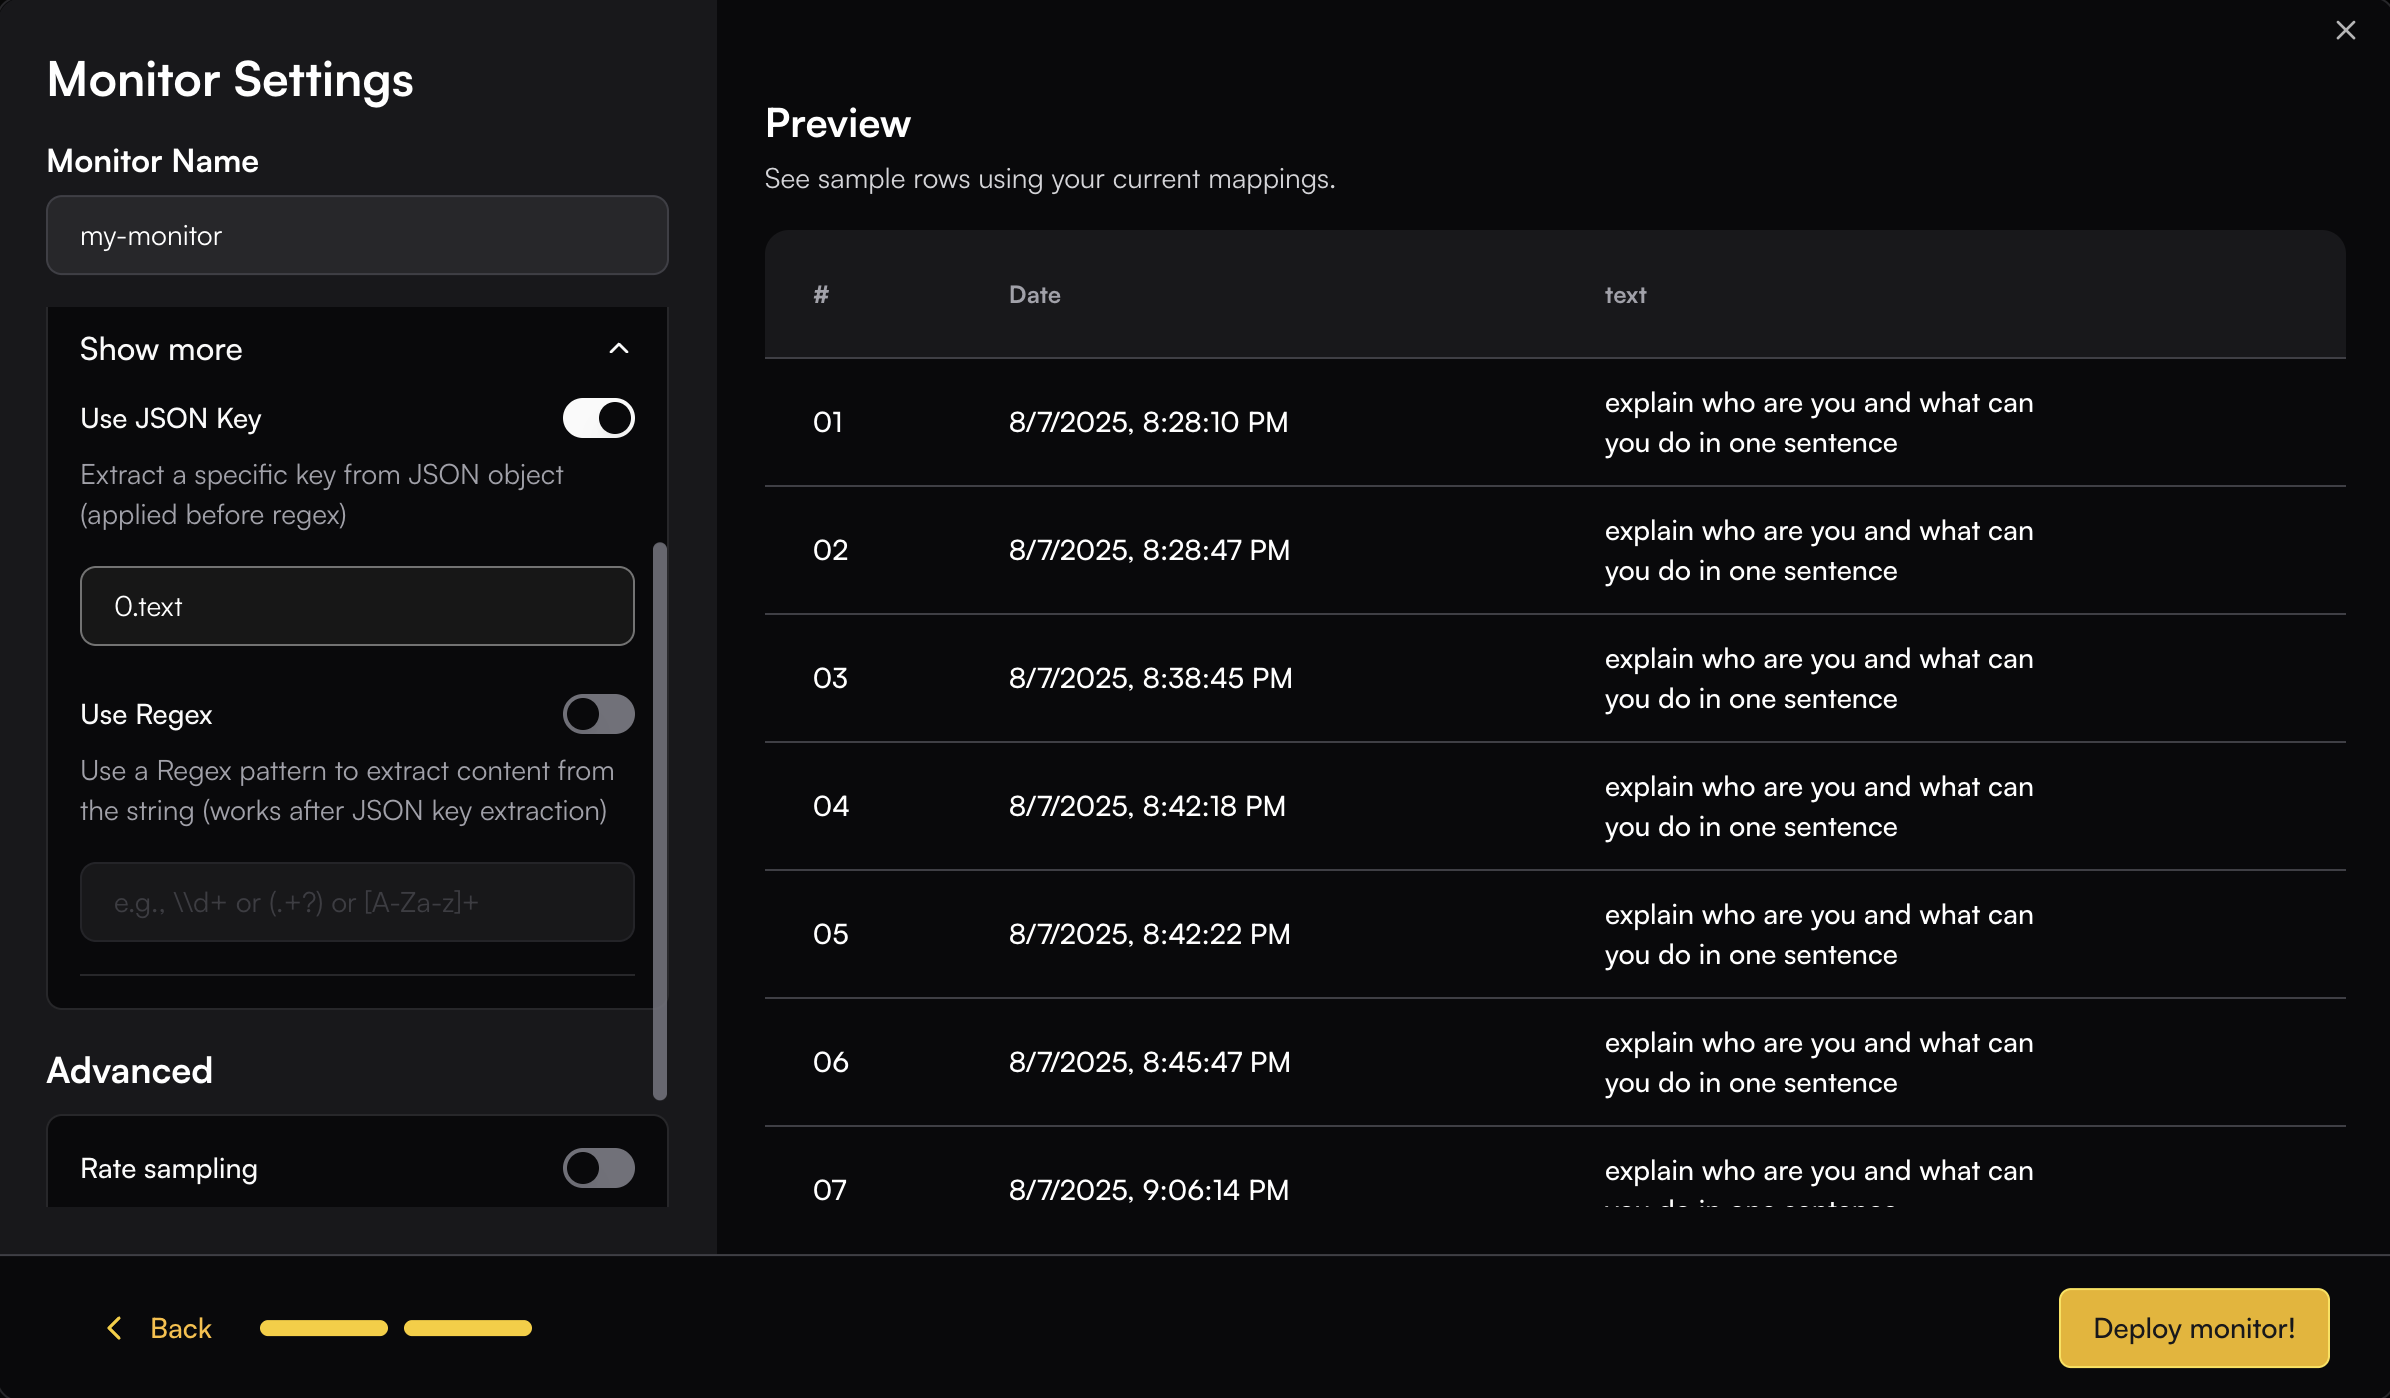 Monitor Settings
Monitor Name
my-monitor
Show more
Use JSON Key
Extract a specific key from JSON object
(applied before regex)
0.text
Use Regex
Use a Regex pattern to extract content from
the string (works after JSON key extraction)
e.g., \\d+ or (.+?) or [A-Za-z]+
Advanced
Rate sampling
Preview
See sample rows using your current mappings.
# Date text
01 8/7/2025, 8:28:10 PM explain who are you and what can
you do in one sentence
02 8/7/2025, 8:28:47 PM explain who are you and what can
you do in one sentence
03 8/7/2025, 8:38:45 PM explain who are you and what can
you do in one sentence
04 8/7/2025, 8:42:18 PM explain who are you and what can
you do in one sentence
05 8/7/2025, 8:42:22 PM explain who are you and what can
you do in one sentence
06 8/7/2025, 8:45:47 PM explain who are you and what can
you do in one sentence
07 8/7/2025, 9:06:14 PM explain who are you and what can
you do in one sentence
Back
Deploy monitor!